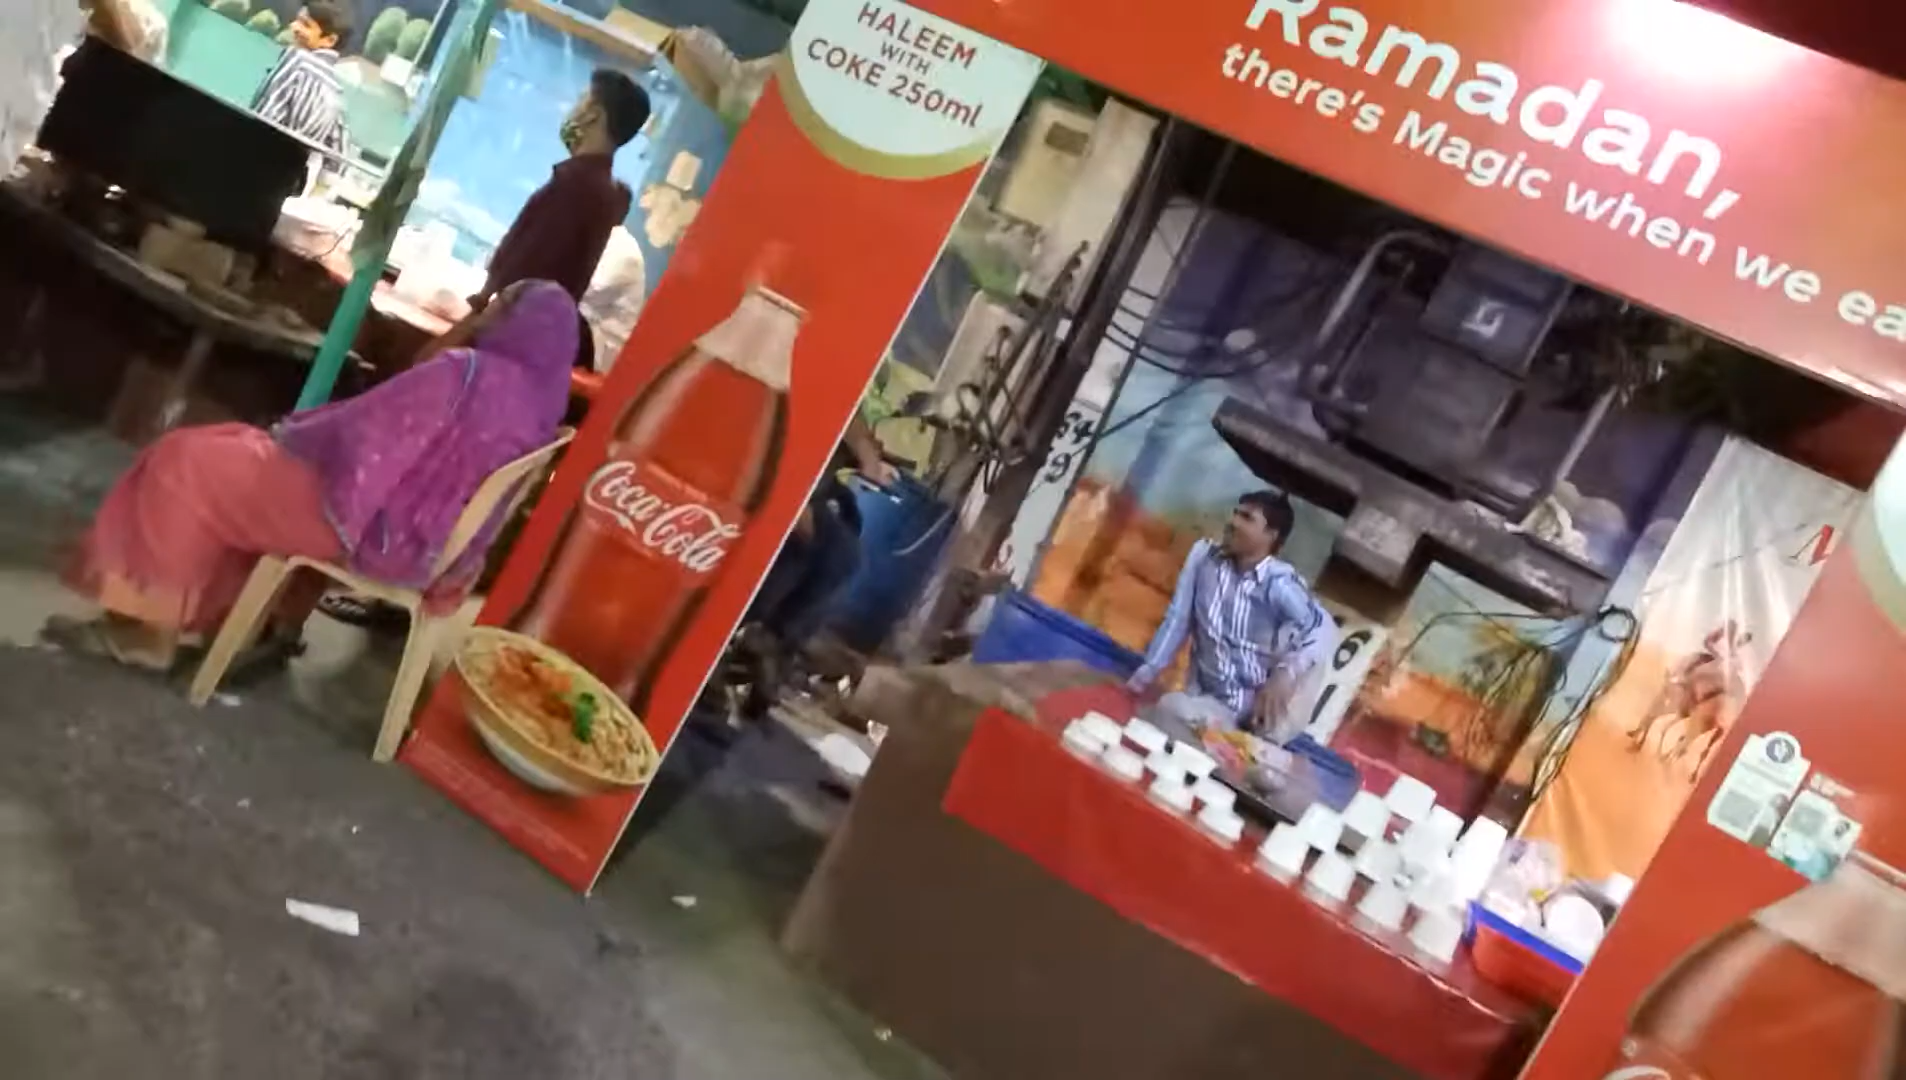 HALEEM
WITH
COKE 250ml
Ramadan,
there's Magic when we ea
Coca-Cola